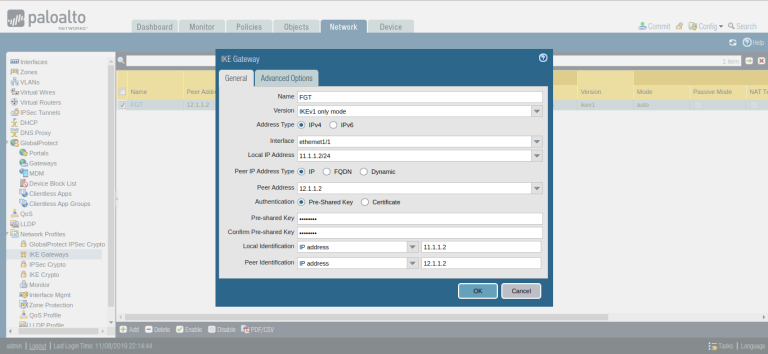 paloalto
NETWORKS
Dashboard Monitor Policies Objects Network Device
Commit Config Search
Help
Interfaces
Zones
VLANs
Virtual Wires
Virtual Routers
IPSec Tunnels
DHCP
DNS Proxy
GlobalProtect
Portals
Gateways
MDM
Device Block List
Clientless Apps
Clientless App Groups
QoS
LLDP
Network Profiles
GlobalProtect IPSec Crypto
IKE Gateways
IPSec Crypto
IKE Crypto
Monitor
Interface Mgmt
Zone Protection
QoS Profile
LLDP Profile
1 item
Name Peer Addr Version Mode Passive Mode NAT Tr
FGT 12.1.1.2 ikev1 auto
IKE Gateway
General Advanced Options
Name FGT
Version IKEv1 only mode
Address Type IPv4 IPv6
Interface ethernet1/1
Local IP Address 11.1.1.2/24
Peer IP Address Type IP FQDN Dynamic
Peer Address 12.1.1.2
Authentication Pre-Shared Key Certificate
Pre-shared Key ••••••••
Confirm Pre-shared Key ••••••••
Local Identification IP address 11.1.1.2
Peer Identification IP address 12.1.1.2
OK Cancel
Add Delete Enable Disable PDF/CSV
admin | Logout | Last Login Time: 11/08/2019 22:14:44
Tasks | Language